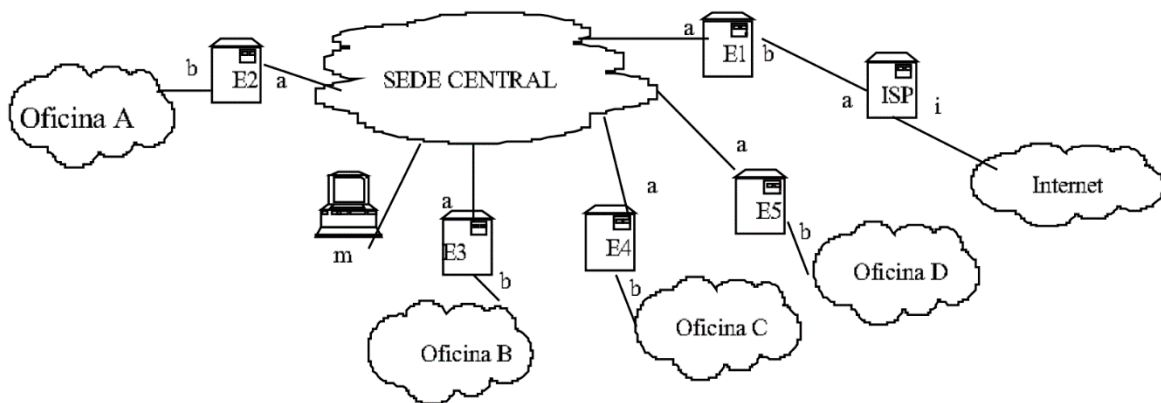 a
E1
b
b
E2
a
SEDE CENTRAL
a
ISP
i
Oficina A
a
Internet
m
a
E3
b
a
E4
b
E5
b
Oficina D
Oficina B
Oficina C